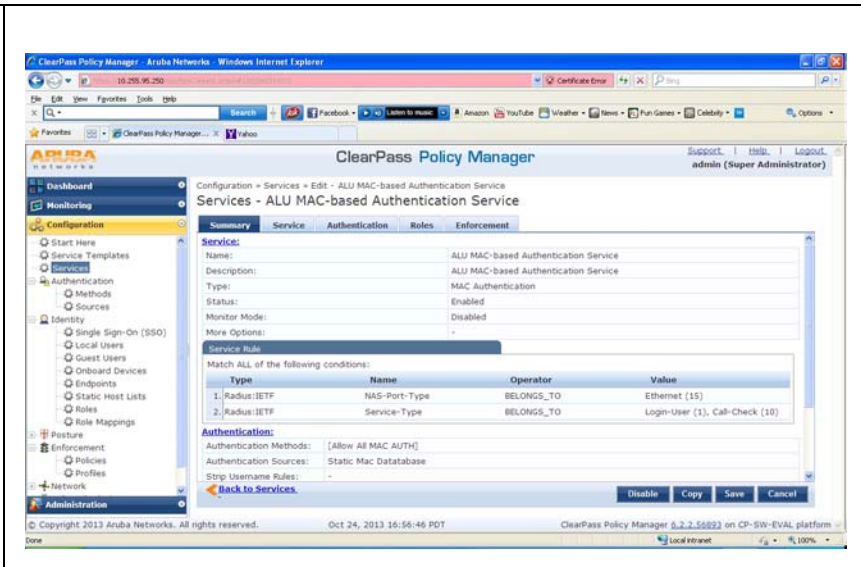 ClearPass Policy Manager - Aruba Networks - Windows Internet Explorer
10.255.95.250
Certificate Error
Bing
File Edit View Favorites Tools Help
Search Facebook Listen to music Amazon YouTube Weather News Fun Games Celebrity Options
Favorites ClearPass Policy Manager... Yahoo
ARUBA networks
ClearPass Policy Manager
Support | Help | Logout
admin (Super Administrator)
Dashboard
Monitoring
Configuration
Start Here
Service Templates
Services
Authentication
Methods
Sources
Identity
Single Sign-On (SSO)
Local Users
Guest Users
Onboard Devices
Endpoints
Static Host Lists
Roles
Role Mappings
Posture
Enforcement
Policies
Profiles
Network
Administration
Configuration » Services » Edit - ALU MAC-based Authentication Service
Services - ALU MAC-based Authentication Service
Summary Service Authentication Roles Enforcement
Service:
Name: ALU MAC-based Authentication Service
Description: ALU MAC-based Authentication Service
Type: MAC Authentication
Status: Enabled
Monitor Mode: Disabled
More Options: -
Service Rule
Match ALL of the following conditions:
Type Name Operator Value
1. Radius:IETF NAS-Port-Type BELONGS_TO Ethernet (15)
2. Radius:IETF Service-Type BELONGS_TO Login-User (1), Call-Check (10)
Authentication:
Authentication Methods: [Allow All MAC AUTH]
Authentication Sources: Static Mac Datatabase
Strip Username Rules: -
Back to Services
Disable Copy Save Cancel
© Copyright 2013 Aruba Networks. All rights reserved. Oct 24, 2013 16:56:46 PDT ClearPass Policy Manager 6.2.2.56893 on CP-SW-EVAL platform
Done Local intranet 100%